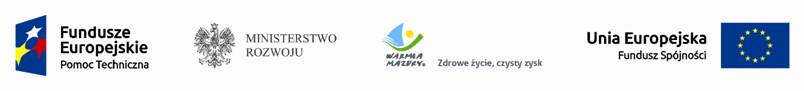 Fundusze
Europejskie
Pomoc Techniczna
MINISTERSTWO
ROZWOJU
WARMIA
MAZURY
Zdrowe życie, czysty zysk
Unia Europejska
Fundusz Spójności